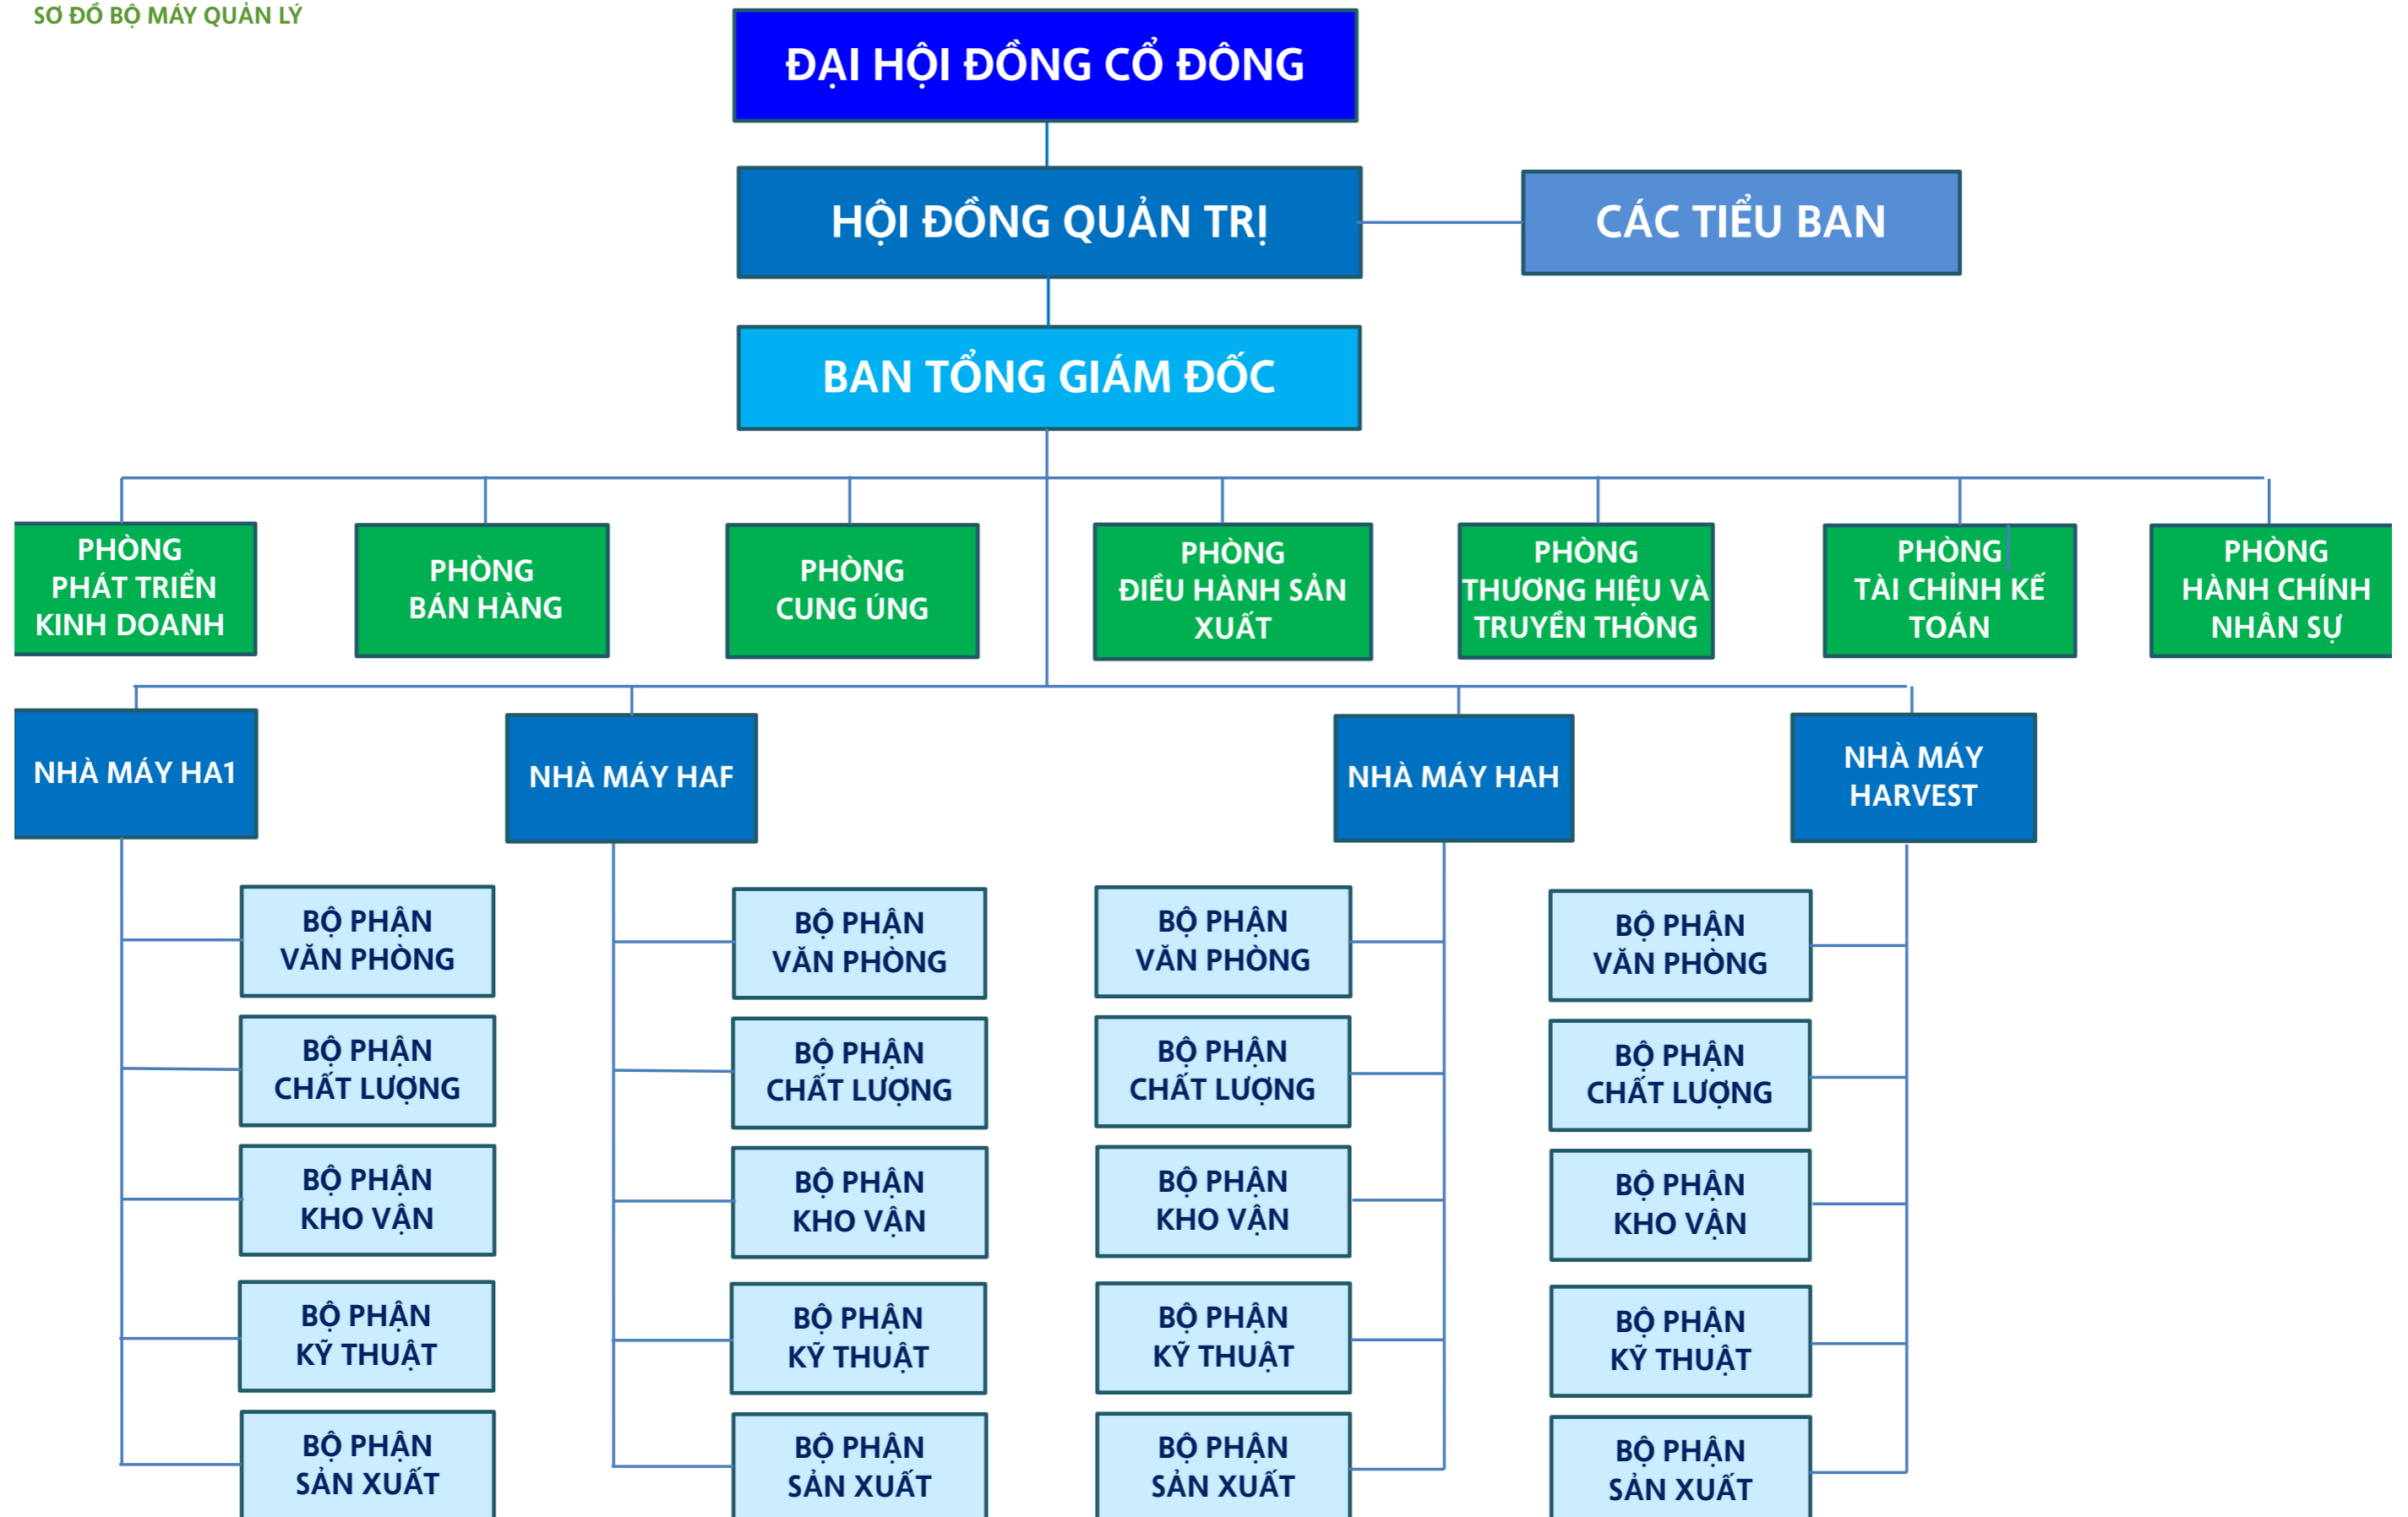 SƠ ĐỒ BỘ MÁY QUẢN LÝ
ĐẠI HỘI ĐỒNG CỔ ĐÔNG
HỘI ĐỒNG QUẢN TRỊ
CÁC TIỂU BAN
BAN TỔNG GIÁM ĐỐC
PHÒNG
PHÁT TRIỂN
KINH DOANH
PHÒNG
BÁN HÀNG
PHÒNG
CUNG ÚNG
PHÒNG
ĐIỀU HÀNH SẢN
XUẤT
PHÒNG
THƯƠNG HIỆU VÀ
TRUYỀN THÔNG
PHÒNG
TÀI CHỈNH KẾ
TOÁN
PHÒNG
HÀNH CHÍNH
NHÂN SỰ
NHÀ MÁY HA1
NHÀ MÁY HAF
NHÀ MÁY HAH
NHÀ MÁY
HARVEST
BỘ PHẬN
VĂN PHÒNG
BỘ PHẬN
CHẤT LƯỢNG
BỘ PHẬN
KHO VẬN
BỘ PHẬN
KỸ THUẬT
BỘ PHẬN
SẢN XUẤT
BỘ PHẬN
VĂN PHÒNG
BỘ PHẬN
CHẤT LƯỢNG
BỘ PHẬN
KHO VẬN
BỘ PHẬN
KỸ THUẬT
BỘ PHẬN
SẢN XUẤT
BỘ PHẬN
VĂN PHÒNG
BỘ PHẬN
CHẤT LƯỢNG
BỘ PHẬN
KHO VẬN
BỘ PHẬN
KỸ THUẬT
BỘ PHẬN
SẢN XUẤT
BỘ PHẬN
VĂN PHÒNG
BỘ PHẬN
CHẤT LƯỢNG
BỘ PHẬN
KHO VẬN
BỘ PHẬN
KỸ THUẬT
BỘ PHẬN
SẢN XUẤT